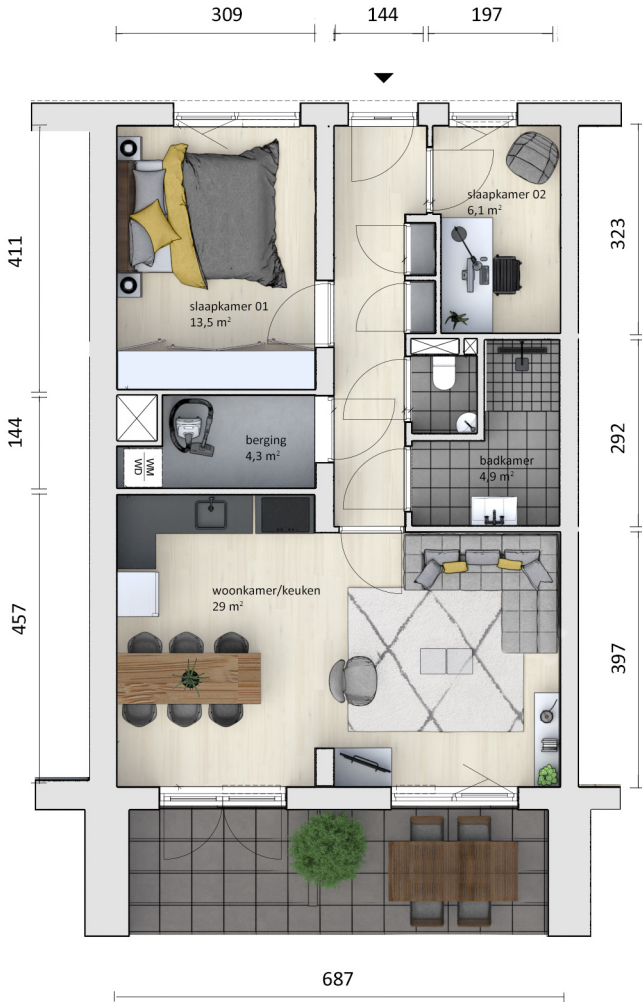 309
144
197
slaapkamer 02
6,1 m²
411
323
slaapkamer 01
13,5 m²
144
berging
4,3 m²
WM
WD
badkamer
4,9 m²
292
457
woonkamer/keuken
29 m²
397
687